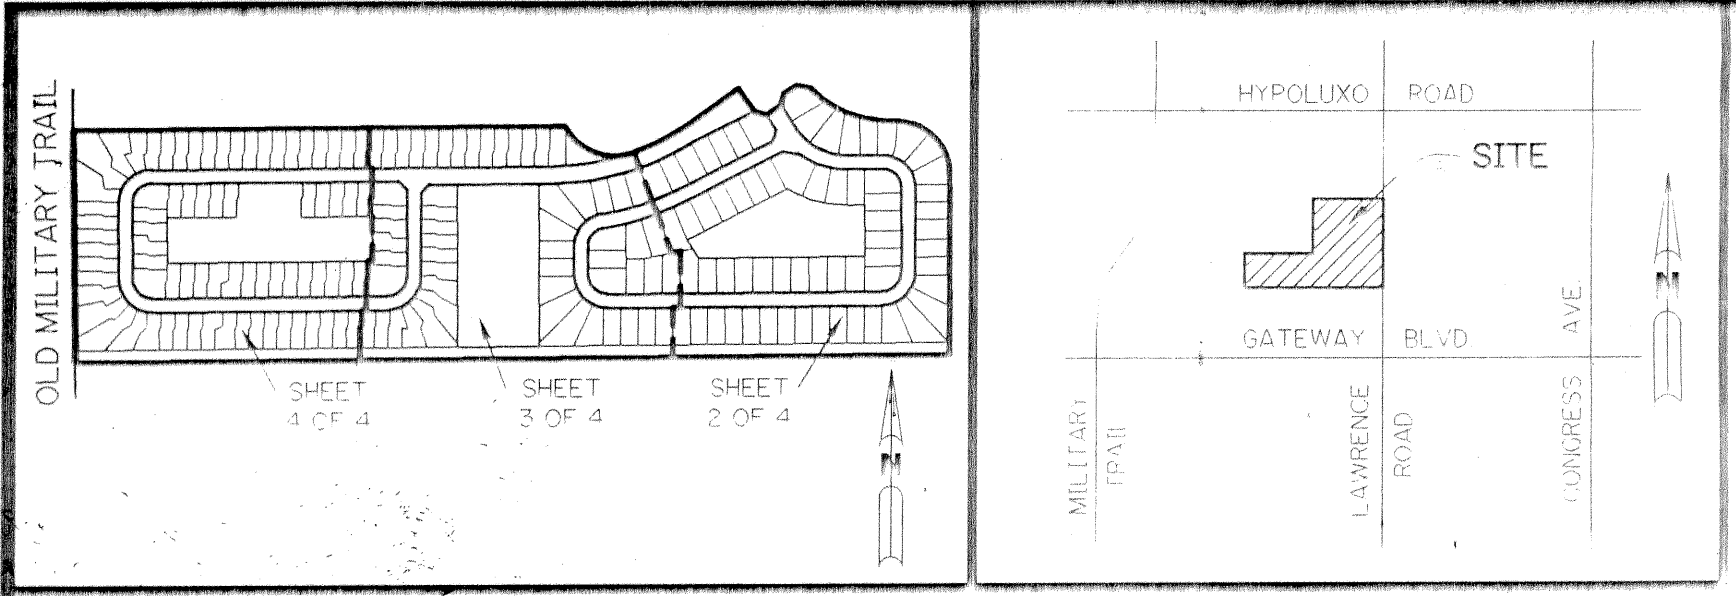 OLD MILITARY TRAIL
SHEET
4 OF 4
SHEET
3 OF 4
SHEET
2 OF 4
N
HYPOLUXO ROAD
SITE
N
GATEWAY BLVD.
MILITARY
TRAIL
LAWRENCE
ROAD
CONGRESS AVE.